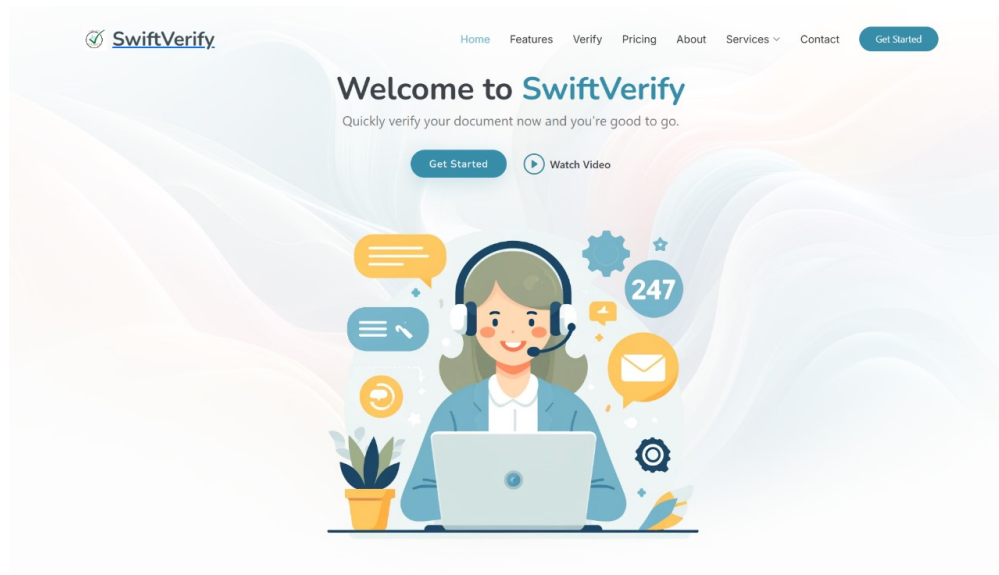 SwiftVerify
Home Features Verify Pricing About Services Contact Get Started
Welcome to SwiftVerify
Quickly verify your document now and you're good to go.
Get Started Watch Video
247